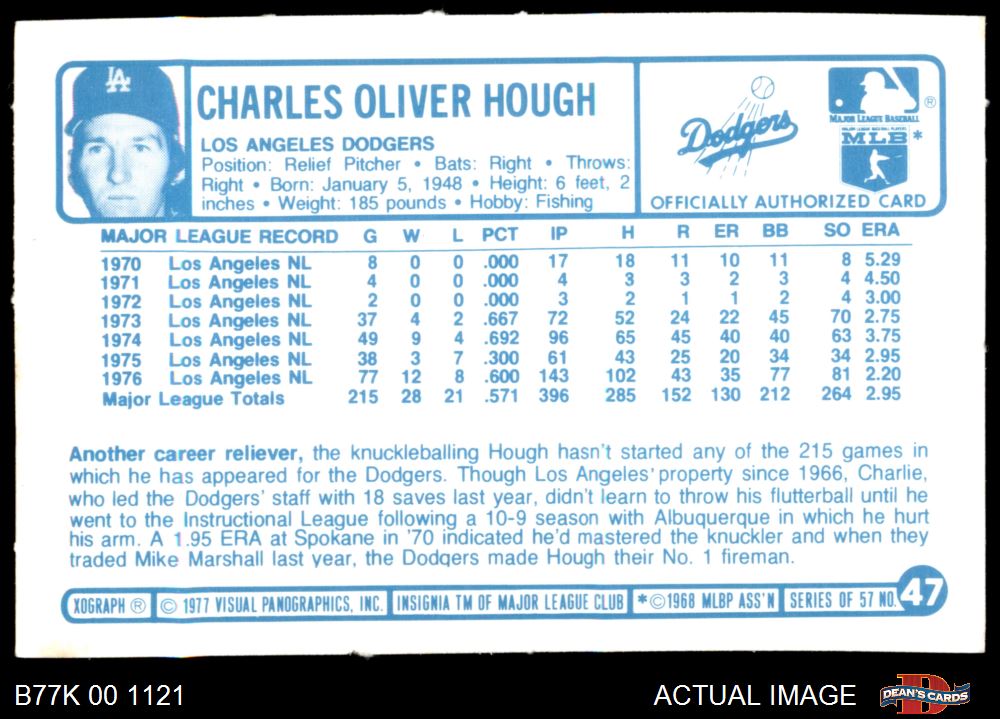 LA
CHARLES OLIVER HOUGH
LOS ANGELES DODGERS
Position: Relief Pitcher • Bats: Right • Throws:
Right • Born: January 5, 1948 • Height: 6 feet, 2
inches • Weight: 185 pounds • Hobby: Fishing
Dodgers
MAJOR LEAGUE BASEBALL ®
MAJOR LEAGUE BASEBALL PLAYERS
MLB *
OFFICIALLY AUTHORIZED CARD
MAJOR LEAGUE RECORD G W L PCT IP H R ER BB SO ERA
1970 Los Angeles NL 8 0 0 .000 17 18 11 10 11 8 5.29
1971 Los Angeles NL 4 0 0 .000 4 3 3 2 3 4 4.50
1972 Los Angeles NL 2 0 0 .000 3 2 1 1 2 4 3.00
1973 Los Angeles NL 37 4 2 .667 72 52 24 22 45 70 2.75
1974 Los Angeles NL 49 9 4 .692 96 65 45 40 40 63 3.75
1975 Los Angeles NL 38 3 7 .300 61 43 25 20 34 34 2.95
1976 Los Angeles NL 77 12 8 .600 143 102 43 35 77 81 2.20
Major League Totals 215 28 21 .571 396 285 152 130 212 264 2.95
Another career reliever, the knuckleballing Hough hasn't started any of the 215 games in
which he has appeared for the Dodgers. Though Los Angeles' property since 1966, Charlie,
who led the Dodgers' staff with 18 saves last year, didn't learn to throw his flutterball until he
went to the Instructional League following a 10-9 season with Albuquerque in which he hurt
his arm. A 1.95 ERA at Spokane in '70 indicated he'd mastered the knuckler and when they
traded Mike Marshall last year, the Dodgers made Hough their No. 1 fireman.
XOGRAPH ® © 1977 VISUAL PANOGRAPHICS, INC. INSIGNIA TM OF MAJOR LEAGUE CLUB *©1968 MLBP ASS'N SERIES OF 57 NO. 47
B77K 00 1121 ACTUAL IMAGE D DEAN'S CARDS